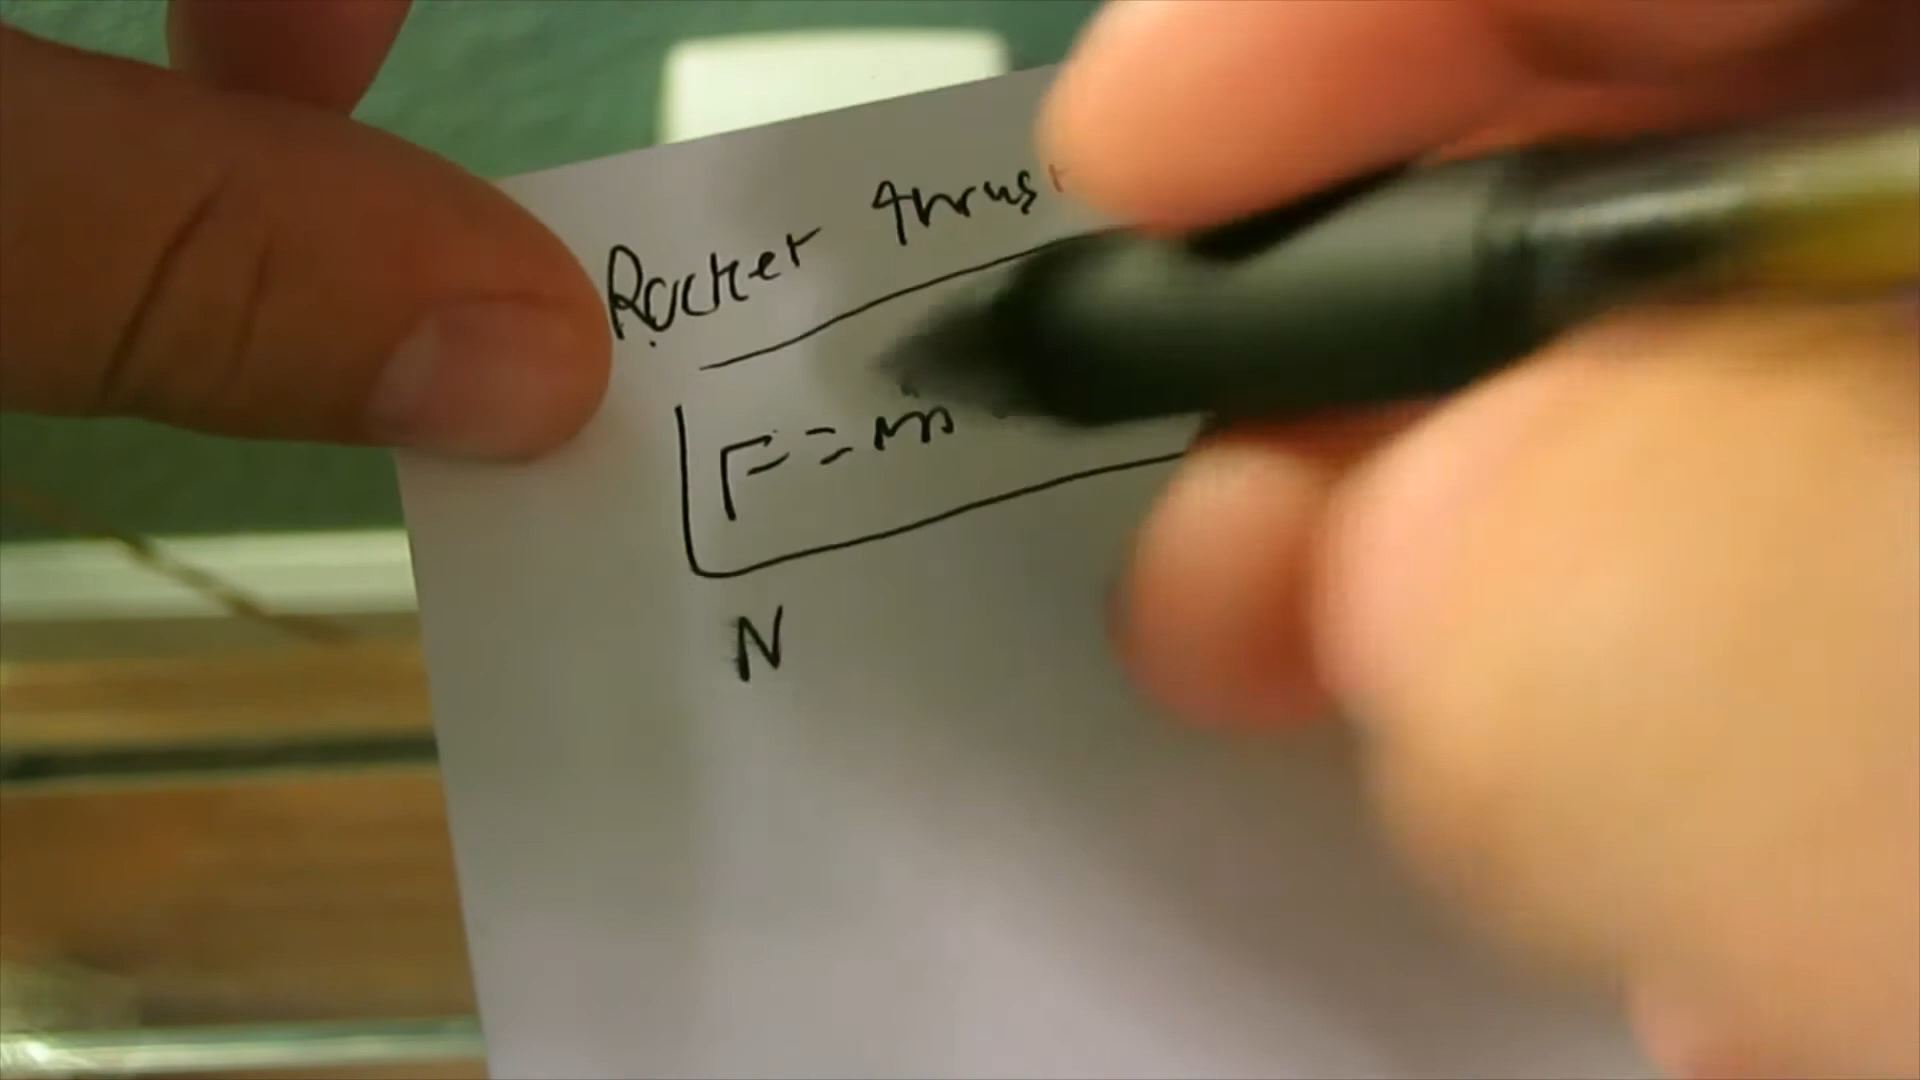 Rocket thrust
F = ṁ
N